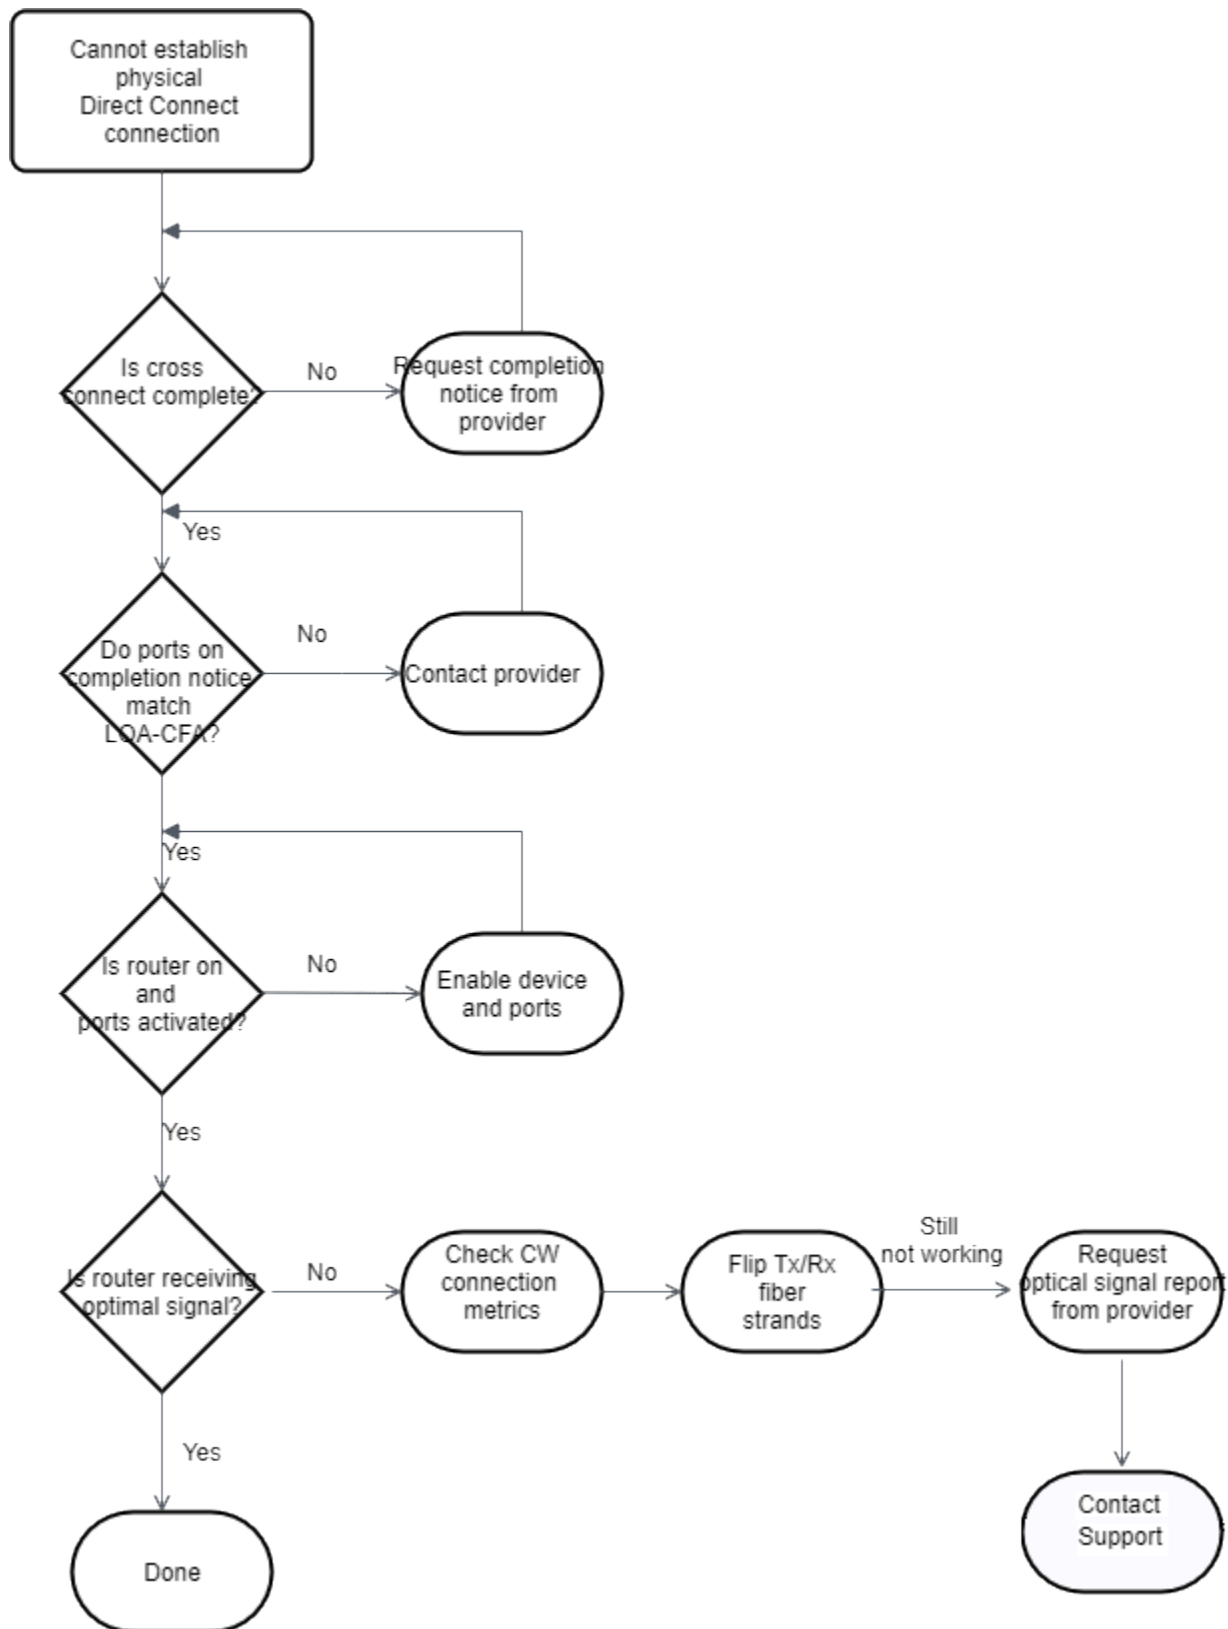 Cannot establish
physical
Direct Connect
connection
Is cross
connect complete?
No
Request completion
notice from
provider
Yes
Do ports on
completion notice
match
LOA-CFA?
No
Contact provider
Yes
Is router on
and
ports activated?
No
Enable device
and ports
Yes
Is router receiving
optimal signal?
No
Check CW
connection
metrics
Flip Tx/Rx
fiber
strands
Still
not working
Request
optical signal report
from provider
Yes
Done
Contact
Support